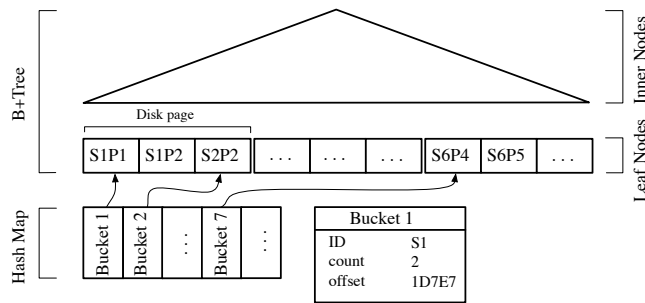 B+Tree
Inner Nodes
Disk page
S1P1 S1P2 S2P2 ... ... ... S6P4 S6P5 ...
Leaf Nodes
Hash Map
Bucket 1 Bucket 2 ... Bucket 7 ...
Bucket 1
ID S1
count 2
offset 1D7E7